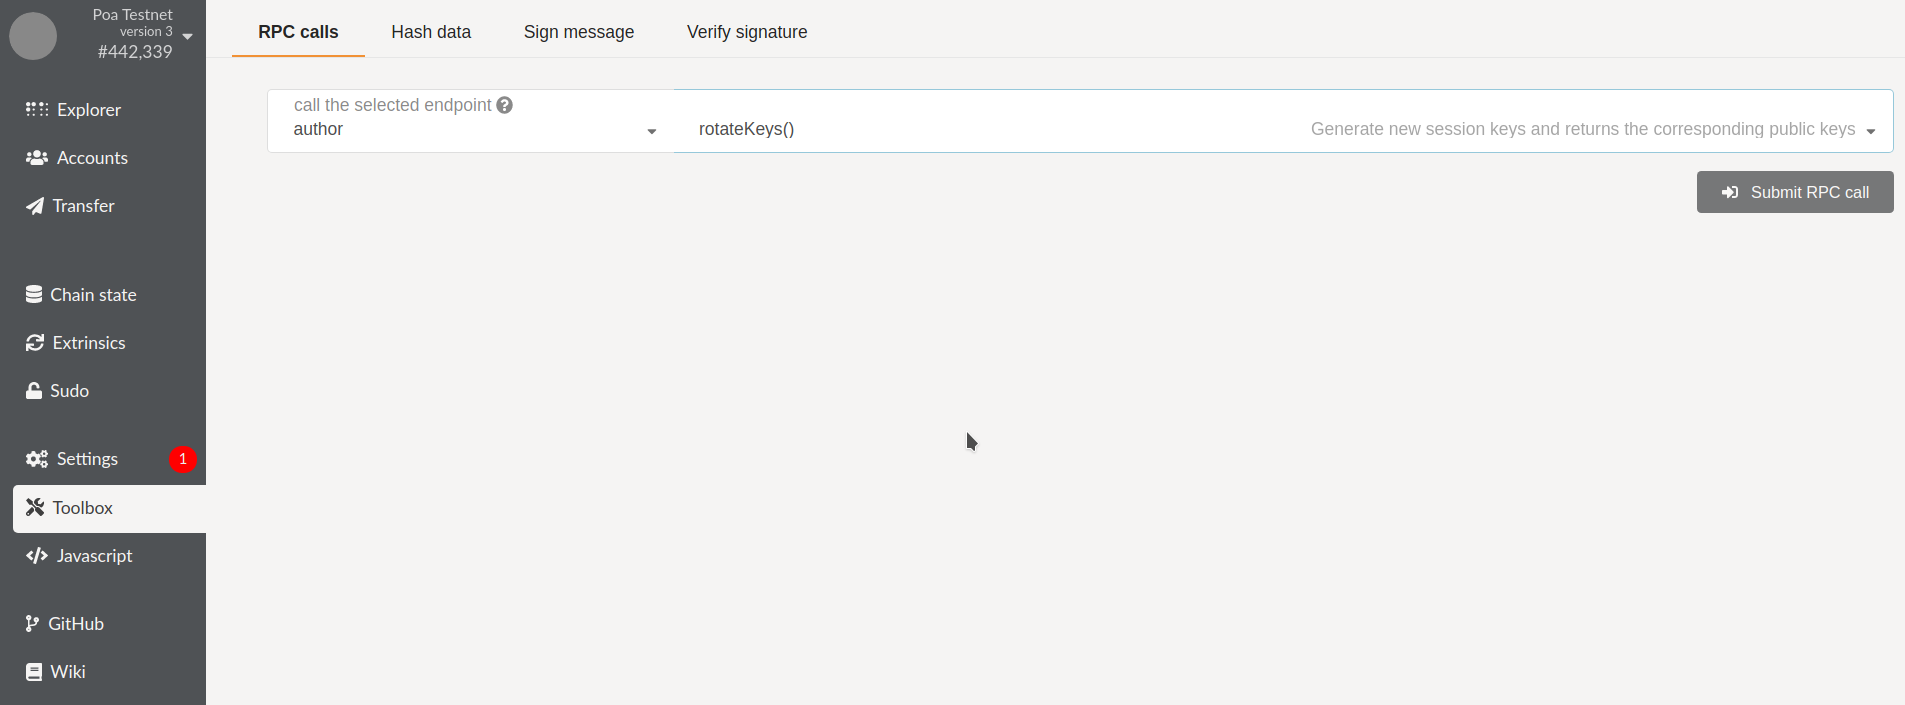 Poa Testnet
version 3
#442,339
Explorer
Accounts
Transfer
Chain state
Extrinsics
Sudo
Settings 1
Toolbox
Javascript
GitHub
Wiki
RPC calls Hash data Sign message Verify signature
call the selected endpoint ?
author rotateKeys() Generate new session keys and returns the corresponding public keys
Submit RPC call